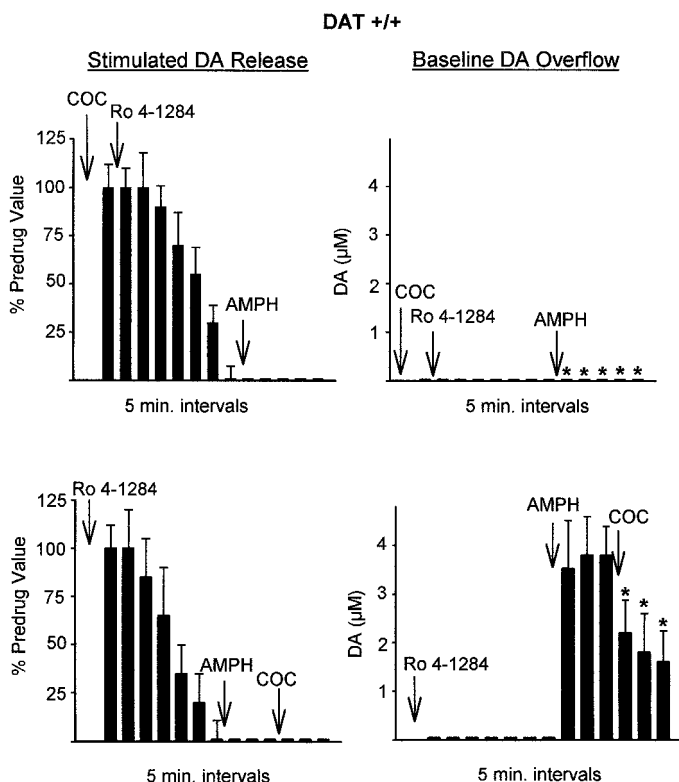 DAT +/+
Stimulated DA Release
Baseline DA Overflow
COC
Ro 4-1284
125
100
75
50
25
% Predrug Value
AMPH
5 min. intervals
4
3
2
1
DA (µM)
COC
Ro 4-1284
AMPH
* * * * *
5 min. intervals
Ro 4-1284
125
100
75
50
25
% Predrug Value
AMPH
COC
5 min. intervals
AMPH
COC
4
3
2
1
DA (µM)
* * *
Ro 4-1284
5 min. intervals